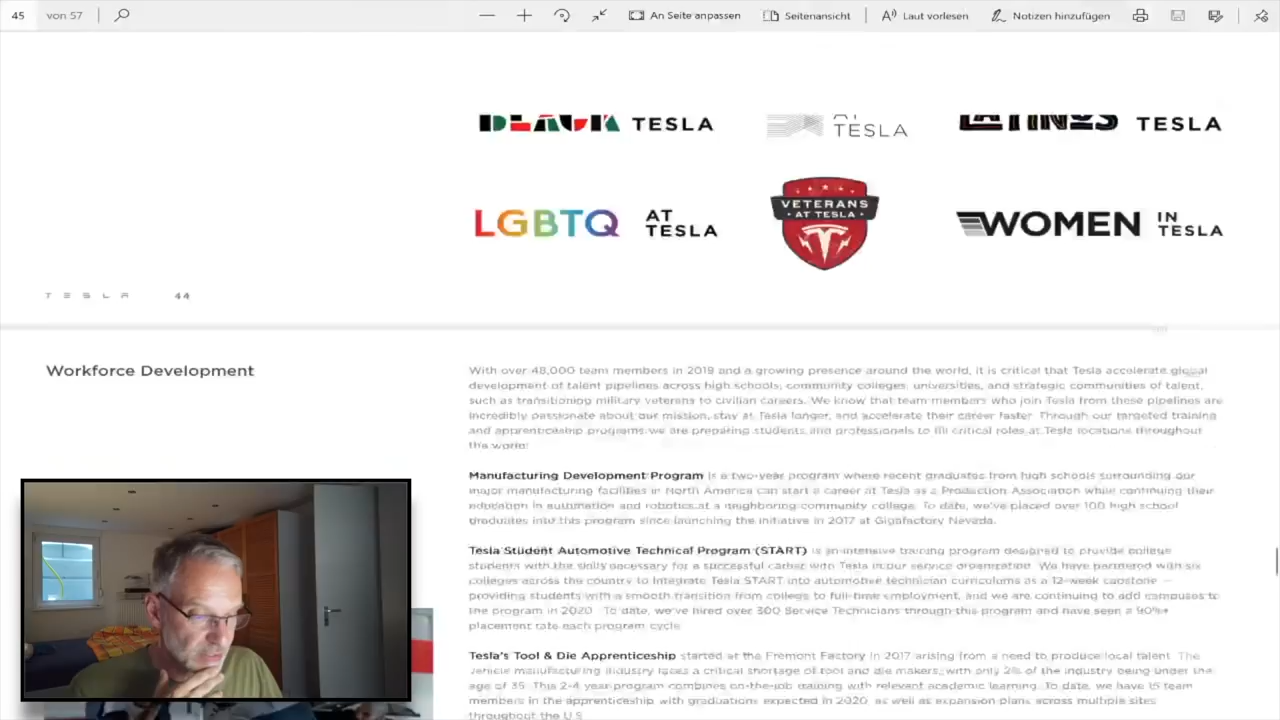 45 von 57 An Seite anpassen Seitenansicht Laut vorlesen Notizen hinzufügen
TESLA
AT TESLA
TESLA
LGBTQ AT TESLA
VETERANS
AT TESLA
WOMEN IN TESLA
TESLA 44
Workforce Development
With over 48,000 team members in 2019 and a growing presence around the world, it is critical that Tesla accelerate global
development of talent pipelines across high schools, community colleges, universities, and strategic communities of talent,
such as transitioning military veterans to civilian careers. We know that team members who join Tesla from these pipelines are
incredibly passionate about our mission, stay at Tesla longer, and accelerate their career faster. Through our targeted training
and apprenticeship programs we are preparing students and professionals to fill critical roles at Tesla locations throughout
the world.
Manufacturing Development Program is a two-year program where recent graduates from high schools surrounding our
major manufacturing facilities in North America can start a career at Tesla as a Production Association while continuing their
education in automation and robotics at a neighboring community college. To date, we've placed over 100 high school
graduates into this program since launching the initiative in 2017 at Gigafactory Nevada.
Tesla Student Automotive Technical Program (START) is an intensive training program designed to provide college
students with the skills necessary for a successful career with Tesla in our service organization. We have partnered with six
colleges across the country to integrate Tesla START into automotive technician curriculums as a 12-week capstone —
providing students with a smooth transition from college to full-time employment, and we are continuing to add campuses to
the program in 2020. To date, we've hired over 300 Service Technicians through this program and have seen a 90%+
placement rate each program cycle.
Tesla's Tool & Die Apprenticeship started at the Fremont Factory in 2017 arising from a need to produce local talent. The
vehicle manufacturing industry faces a critical shortage of tool and die makers, with only 2% of the industry being under the
age of 35. This 2-4 year program combines on-the-job training with relevant academic learning. To date, we have 15 team
members in the apprenticeship with graduations expected in 2020 as well as expansion plans across multiple sites
throughout the U.S.